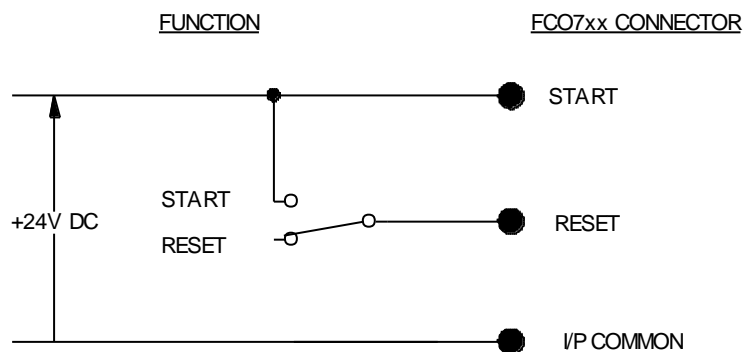 FUNCTION
FCO7xx CONNECTOR
START
START
+24V DC
RESET
RESET
I/P COMMON